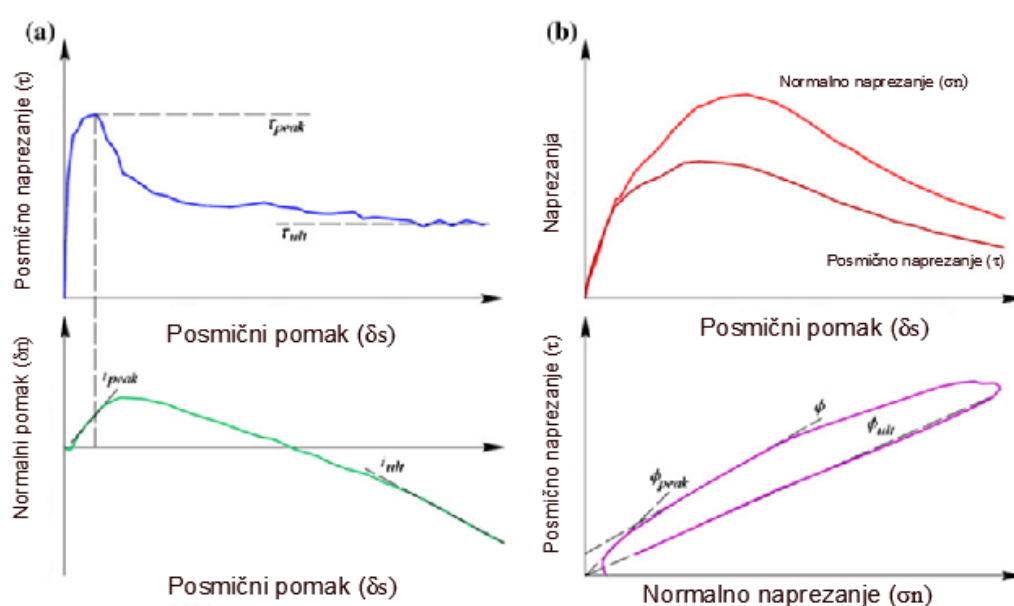 (a)
Posmično naprezanje (τ)
τpeak
τult
Posmični pomak (δs)
Normalni pomak (δn)
ipeak
iult
Posmični pomak (δs)
(b)
Naprezanja
Normalno naprezanje (σn)
Posmično naprezanje (τ)
Posmični pomak (δs)
Posmično naprezanje (τ)
ϕ
ϕult
ϕpeak
Normalno naprezanje (σn)